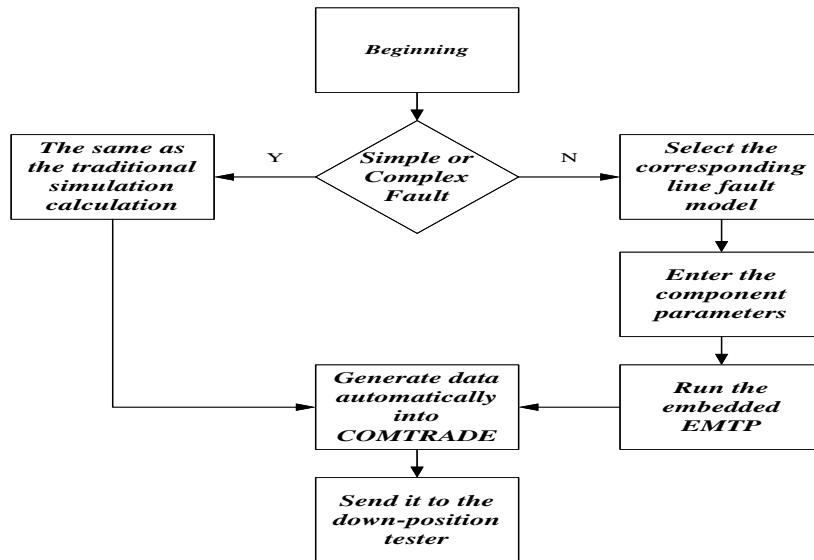 Beginning
The same as
the traditional
simulation
calculation
Y
Simple or
Complex
Fault
N
Select the
corresponding
line fault
model
Enter the
component
parameters
Generate data
automatically
into
COMTRADE
Run the
embedded
EMTP
Send it to the
down-position
tester